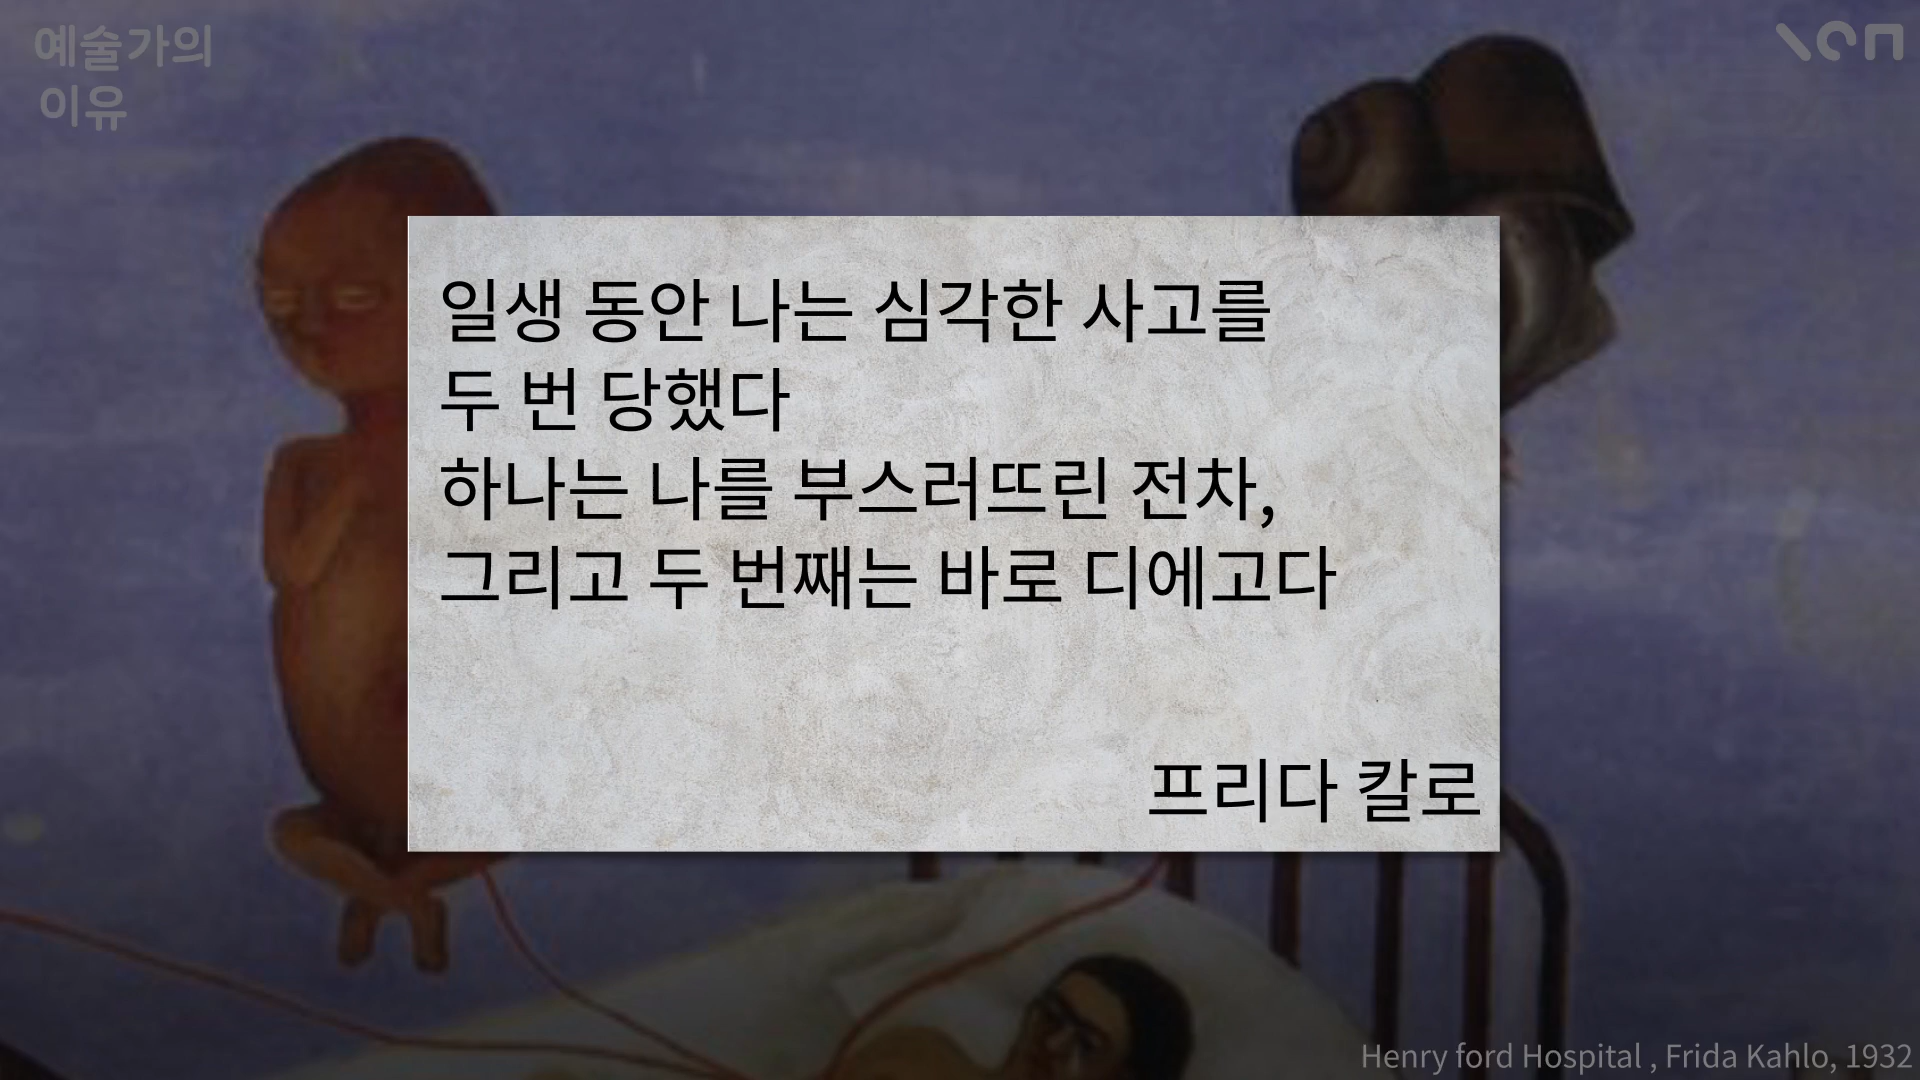 예술가의
이유
일생 동안 나는 심각한 사고를
두 번 당했다
하나는 나를 부스러뜨린 전차,
그리고 두 번째는 바로 디에고다
프리다 칼로
Henry ford Hospital , Frida Kahlo, 1932